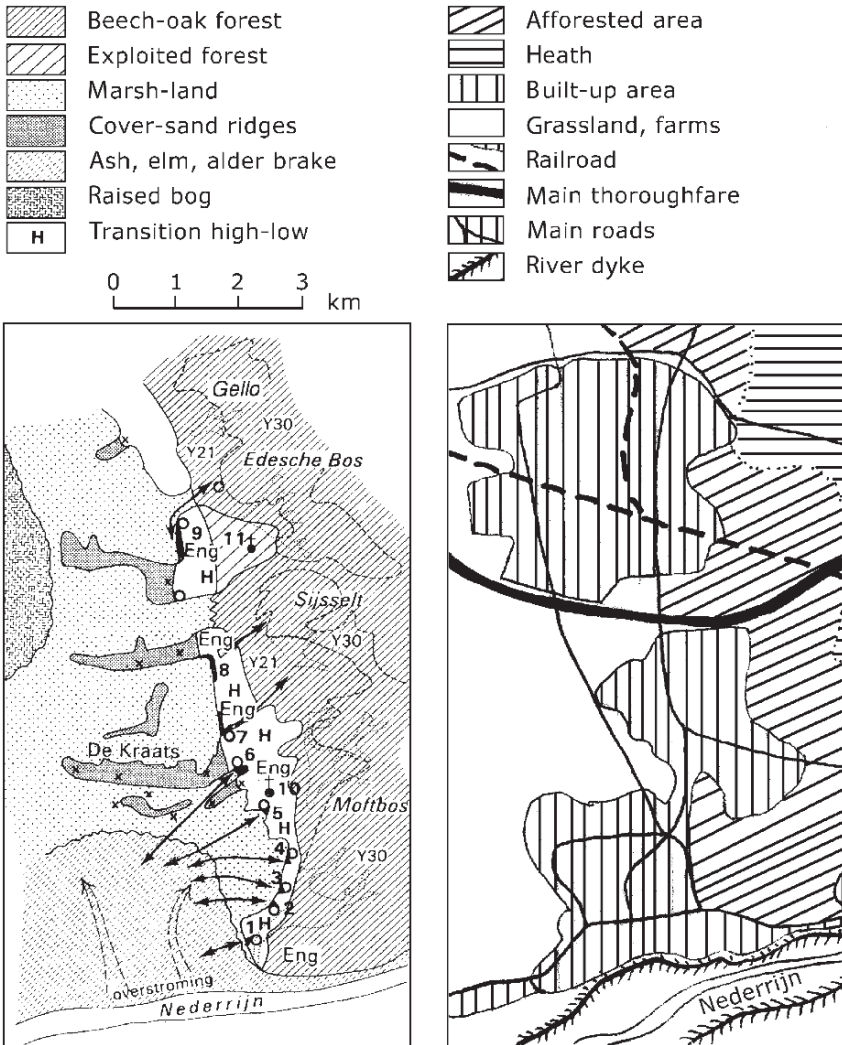 Beech-oak forest
Exploited forest
Marsh-land
Cover-sand ridges
Ash, elm, alder brake
Raised bog
H Transition high-low
Afforested area
Heath
Built-up area
Grassland, farms
Railroad
Main thoroughfare
Main roads
River dyke
0 1 2 3
km
Gello
Y30
Y21
Edesche Bos
9
11
Eng
H
Sijsselt
Eng
Y30
Y21
8
H
Eng
H
7
De Kraats
6
Eng
10
Moftbos
5
H
4
Y30
3
2
1
H
Eng
overstroming
Nederrijn
Nederrijn